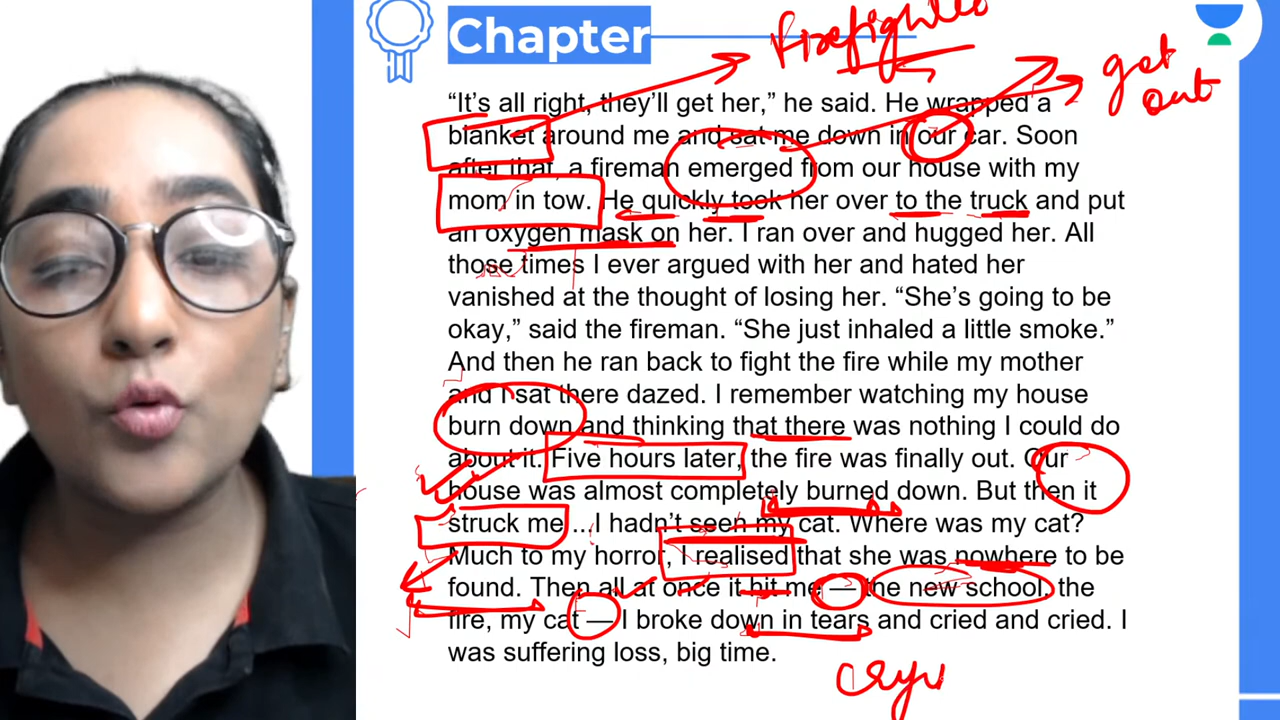 Chapter
Firefighte
get
out
“It’s all right, they’ll get her,” he said. He wrapped a
blanket around me and sat me down in our car. Soon
after that, a fireman emerged from our house with my
mom in tow. He quickly took her over to the truck and put
an oxygen mask on her. I ran over and hugged her. All
those times I ever argued with her and hated her
vanished at the thought of losing her. “She’s going to be
okay,” said the fireman. “She just inhaled a little smoke.”
And then he ran back to fight the fire while my mother
and I sat there dazed. I remember watching my house
burn down and thinking that there was nothing I could do
about it. Five hours later, the fire was finally out. Our
house was almost completely burned down. But then it
struck me ...I hadn’t seen my cat. Where was my cat?
Much to my horror, I realised that she was nowhere to be
found. Then all at once it hit me — the new school, the
fire, my cat — I broke down in tears and cried and cried. I
was suffering loss, big time.
cryi